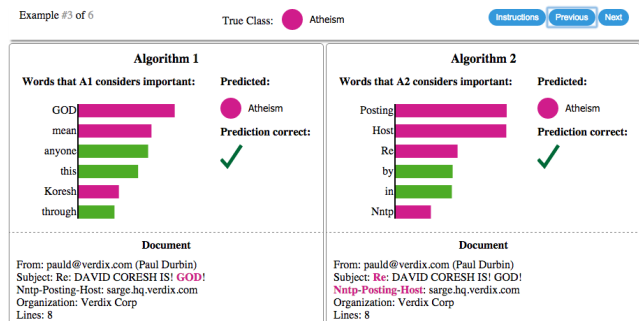 Example #3 of 6
True Class: Atheism
Instructions Previous Next
Algorithm 1
Words that A1 considers important:
Predicted:
GOD
mean
anyone
this
Koresh
through
Atheism
Prediction correct:
Document
From: pauld@verdix.com (Paul Durbin)
Subject: Re: DAVID CORESH IS! GOD!
Nntp-Posting-Host: sarge.hq.verdix.com
Organization: Verdix Corp
Lines: 8
Algorithm 2
Words that A2 considers important:
Predicted:
Posting
Host
Re
by
in
Nntp
Atheism
Prediction correct:
Document
From: pauld@verdix.com (Paul Durbin)
Subject: Re: DAVID CORESH IS! GOD!
Nntp-Posting-Host: sarge.hq.verdix.com
Organization: Verdix Corp
Lines: 8